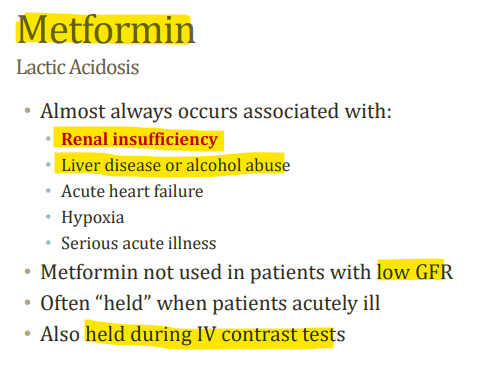 Metformin
Lactic Acidosis
• Almost always occurs associated with:
• Renal insufficiency
• Liver disease or alcohol abuse
• Acute heart failure
• Hypoxia
• Serious acute illness
• Metformin not used in patients with low GFR
• Often “held” when patients acutely ill
• Also held during IV contrast tests